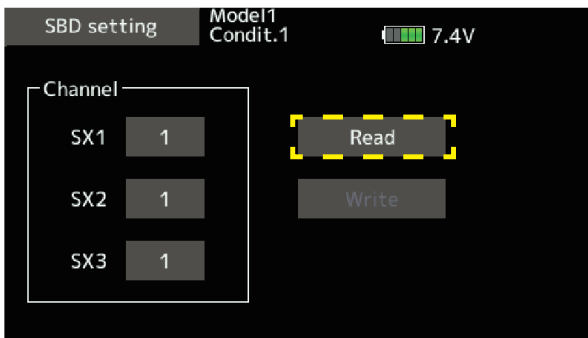 SBD setting
Model1
Condit.1
7.4V
Channel
SX1 1
Read
SX2 1
Write
SX3 1